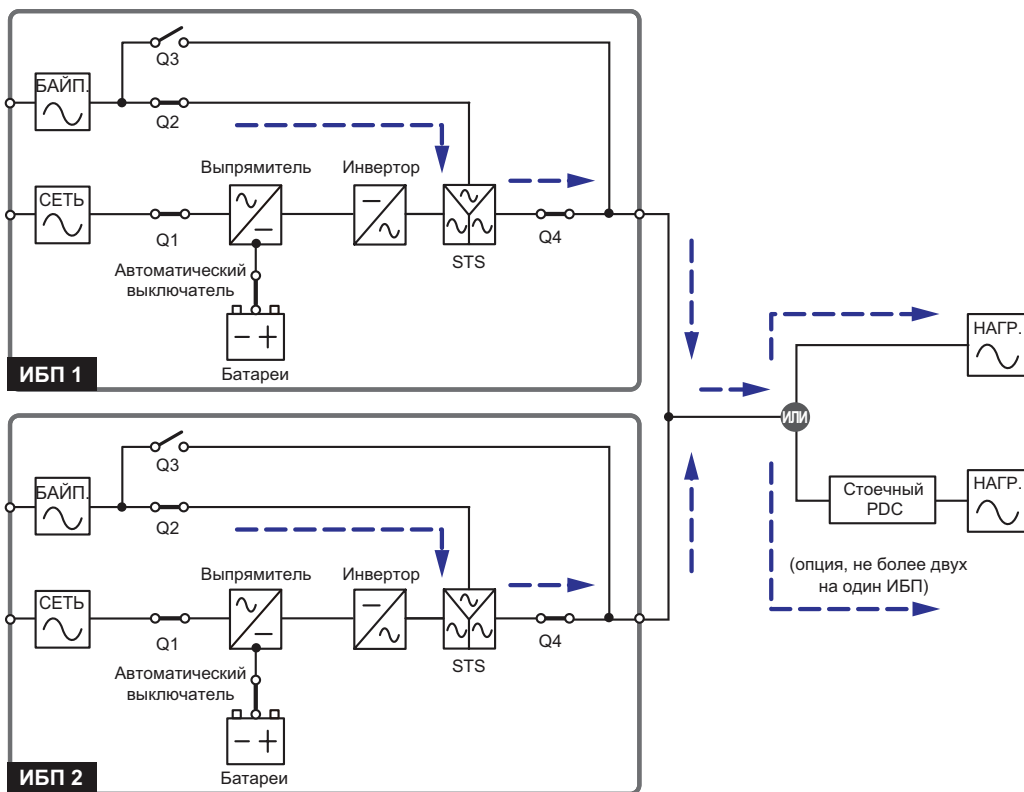 Q3
БАЙП.
Q2
Выпрямитель
Инвертор
СЕТЬ
Q1
Q4
STS
Автоматический
выключатель
Батареи
ИБП 1
НАГР.
ИЛИ
Q3
БАЙП.
Q2
Стоечный
PDC
НАГР.
(опция, не более двух
на один ИБП)
Выпрямитель
Инвертор
СЕТЬ
Q1
Q4
STS
Автоматический
выключатель
Батареи
ИБП 2